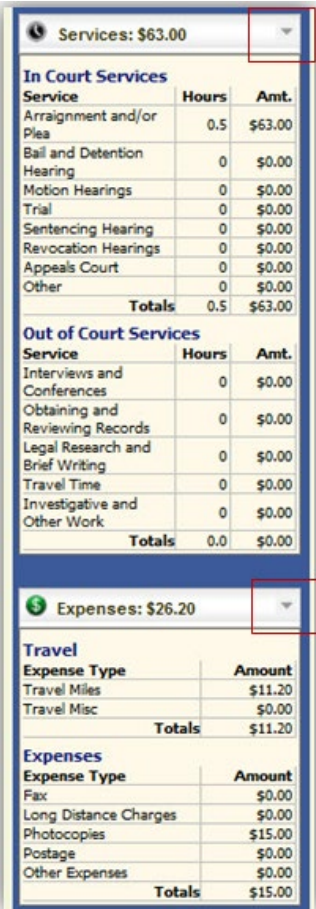 Services: $63.00
In Court Services
Service Hours Amt.
Arraignment and/or
Plea 0.5 $63.00
Bail and Detention
Hearing 0 $0.00
Motion Hearings 0 $0.00
Trial 0 $0.00
Sentencing Hearing 0 $0.00
Revocation Hearings 0 $0.00
Appeals Court 0 $0.00
Other 0 $0.00
Totals 0.5 $63.00
Out of Court Services
Service Hours Amt.
Interviews and
Conferences 0 $0.00
Obtaining and
Reviewing Records 0 $0.00
Legal Research and
Brief Writing 0 $0.00
Travel Time 0 $0.00
Investigative and
Other Work 0 $0.00
Totals 0.0 $0.00
$ Expenses: $26.20
Travel
Expense Type Amount
Travel Miles $11.20
Travel Misc $0.00
Totals $11.20
Expenses
Expense Type Amount
Fax $0.00
Long Distance Charges $0.00
Photocopies $15.00
Postage $0.00
Other Expenses $0.00
Totals $15.00